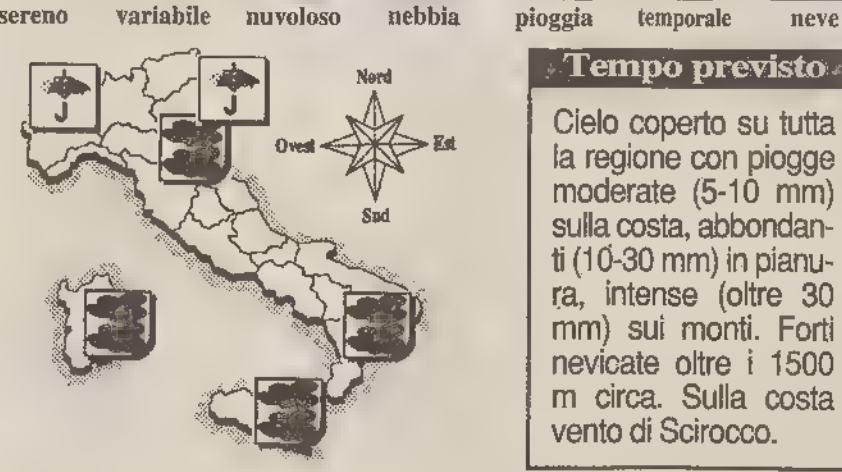 sereno variabile nuvoloso nebbia pioggia temporale neve
Nord
Ovest Est
Sud
Tempo previsto
Cielo coperto su tutta
la regione con piogge
moderate (5-10 mm)
sulla costa, abbondan-
ti (10-30 mm) in pianu-
ra, intense (oltre 30
mm) sui monti. Forti
nevicate oltre i 1500
m circa. Sulla costa
vento di Scirocco.